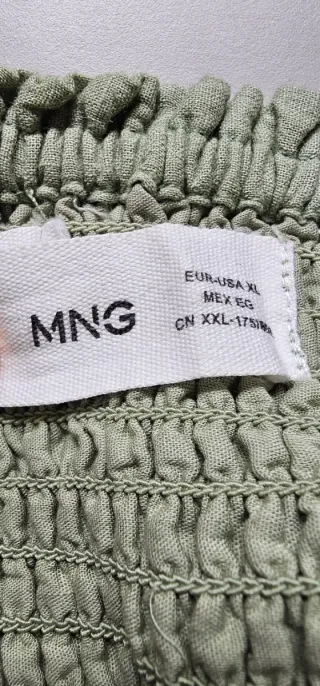 MNG
EUR-USA XL
MEX EG
CN XXL-175/